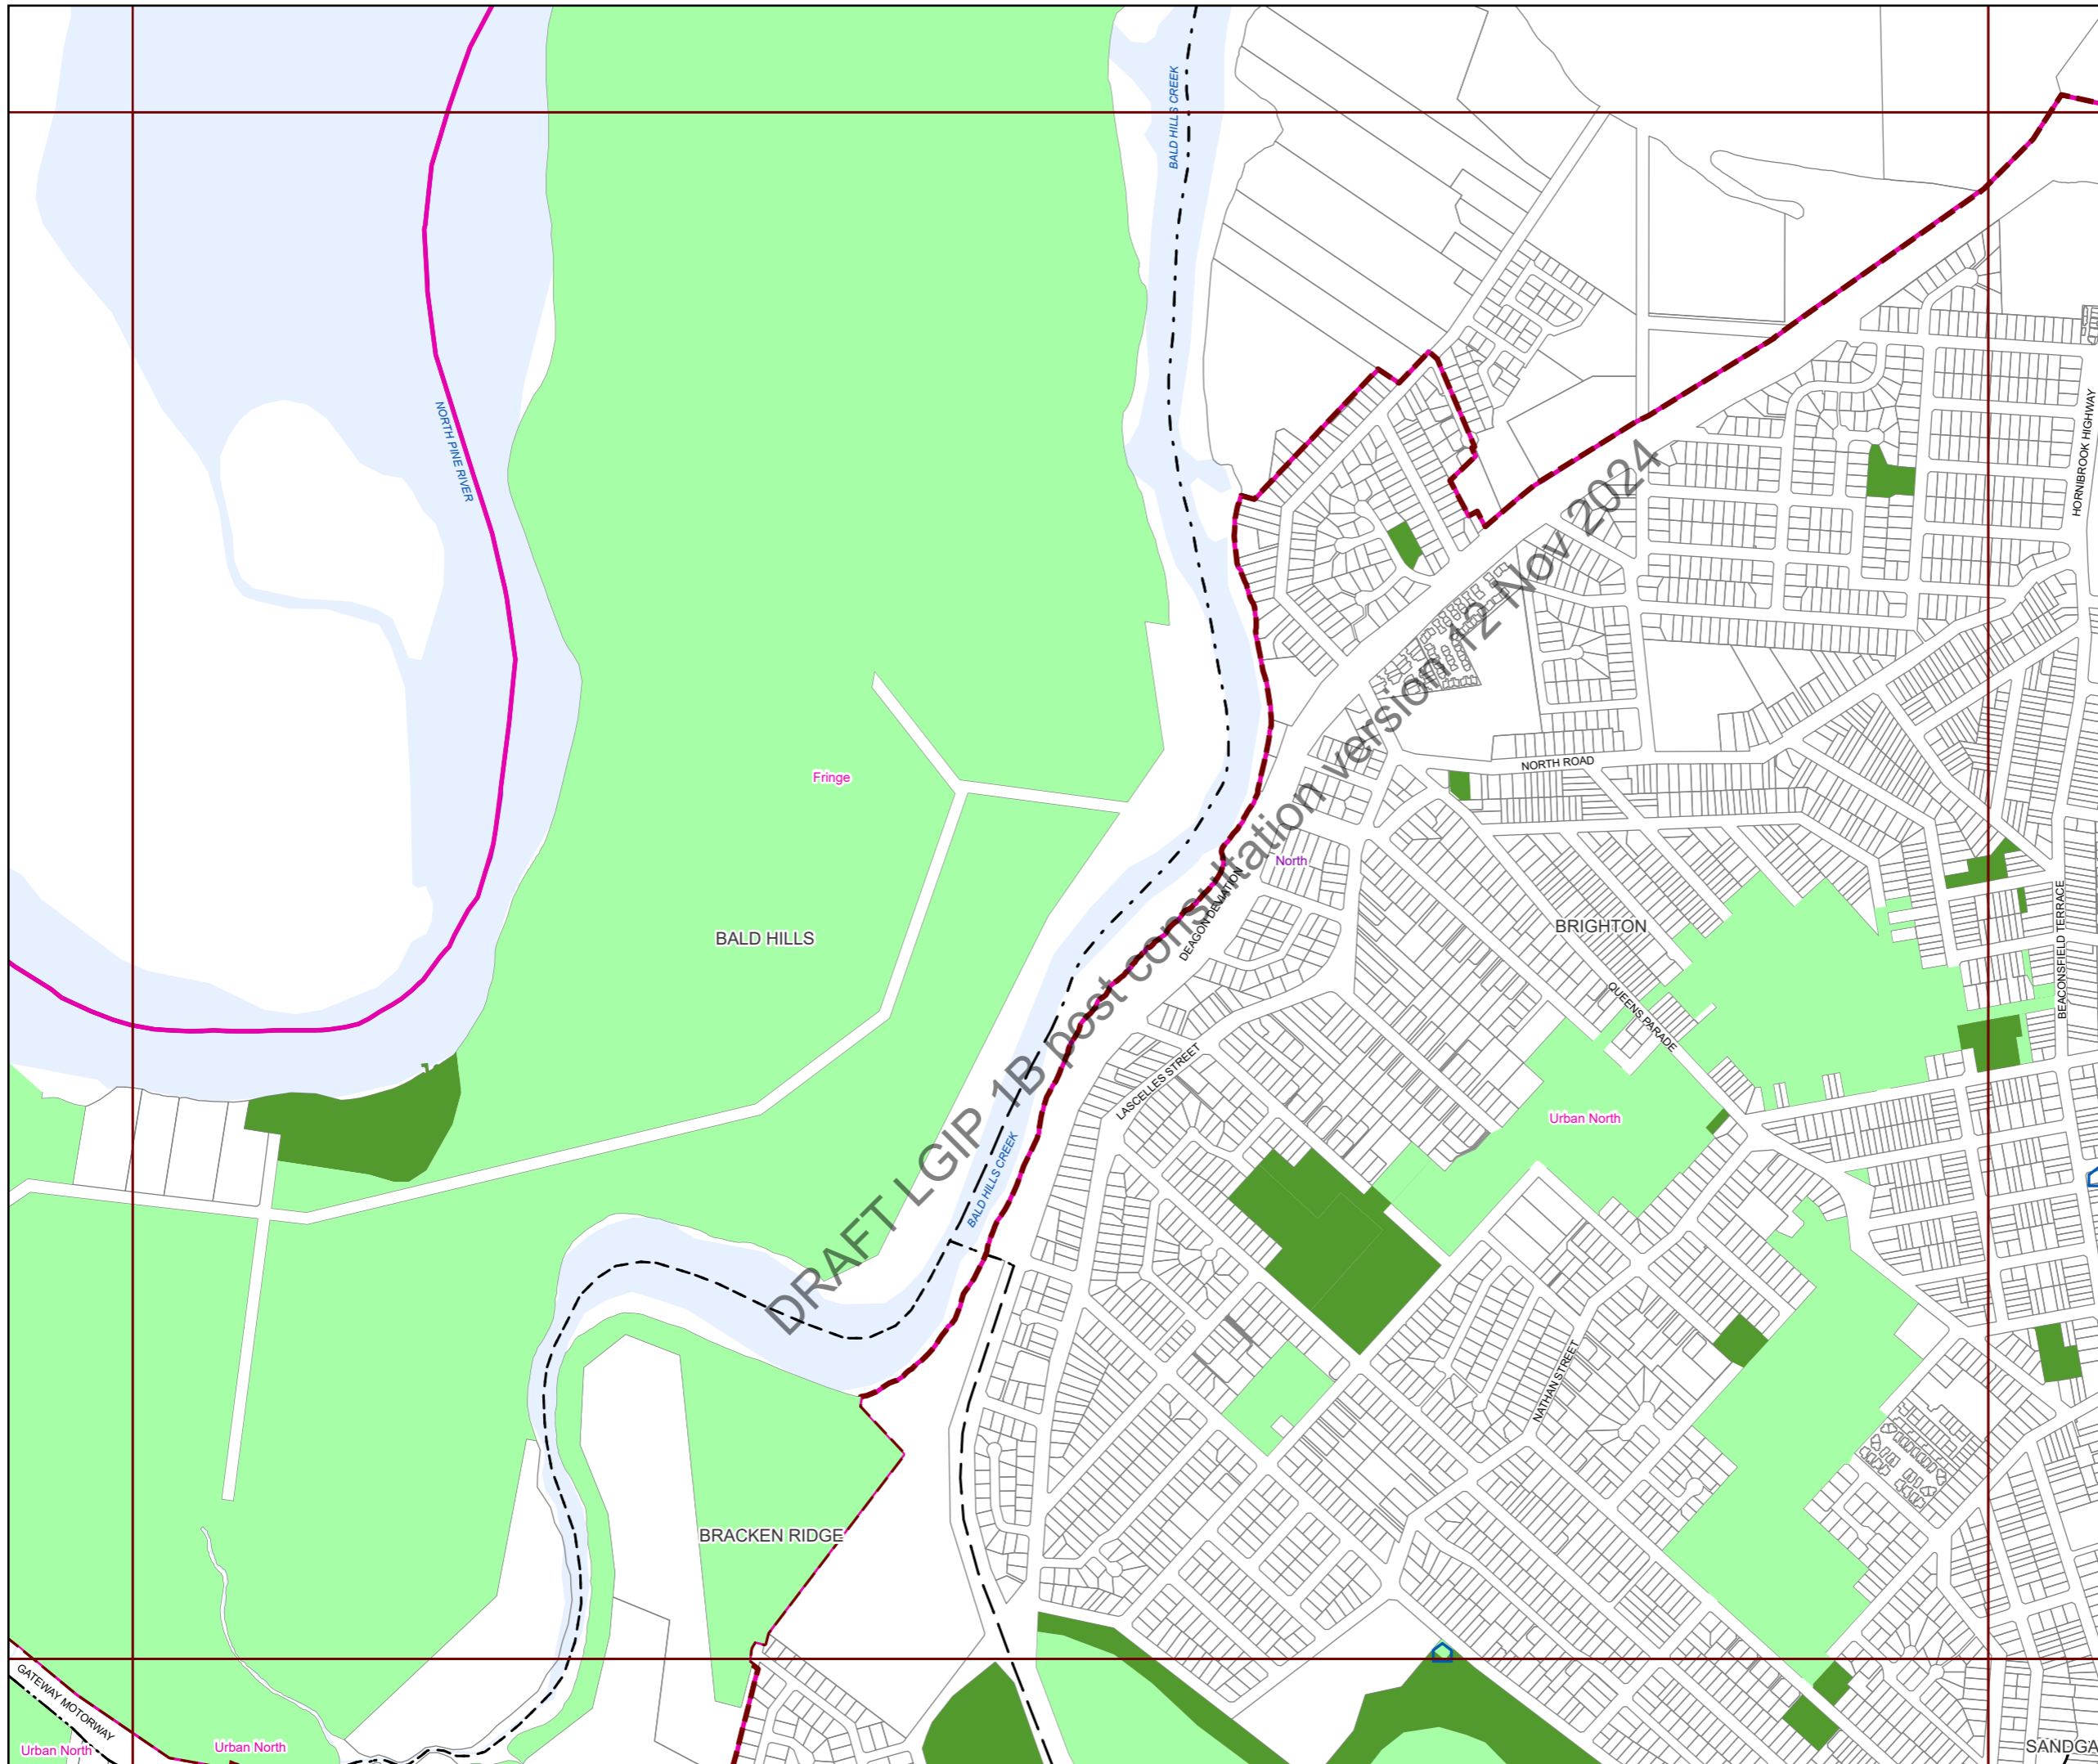 BALD HILLS CREEK
NORTH PINE RIVER
HORNIBROOK HIGHWAY
DRAFT LGIP 1B post consultation version 12 Nov 2024
Fringe
NORTH ROAD
North
DEAGON DEVIATION
BALD HILLS
BRIGHTON
BEACONSFIELD TERRACE
QUEENS PARADE
LASCELLES STREET
Urban North
BALD HILLS CREEK
NATHAN STREET
BRACKEN RIDGE
GATEWAY MOTORWAY
Urban North
Urban North
SANDGA